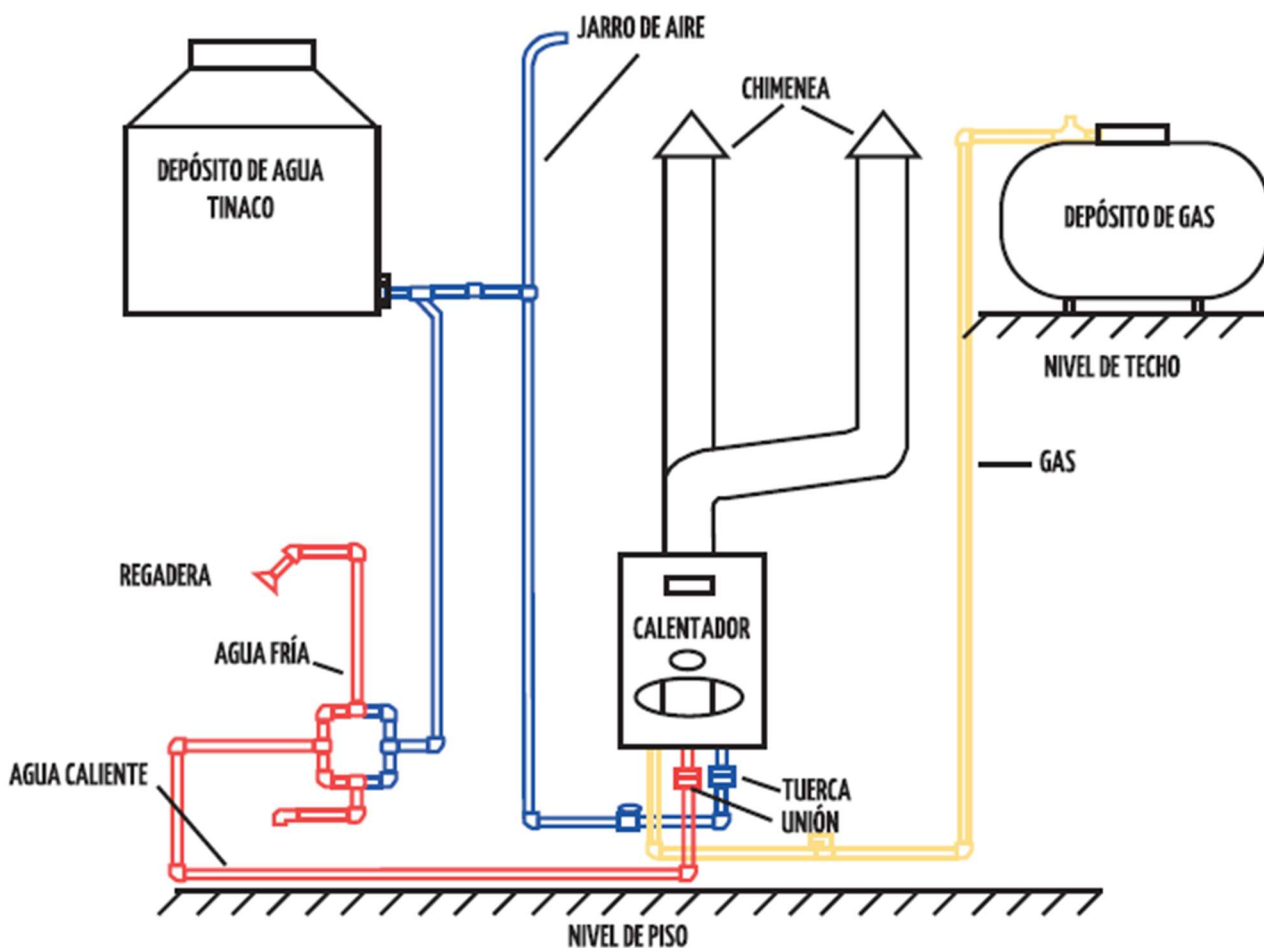 JARRO DE AIRE
CHIMENEA
DEPÓSITO DE AGUA
TINACO
DEPÓSITO DE GAS
NIVEL DE TECHO
GAS
REGADERA
CALENTADOR
AGUA FRÍA
AGUA CALIENTE
TUERCA
UNIÓN
NIVEL DE PISO